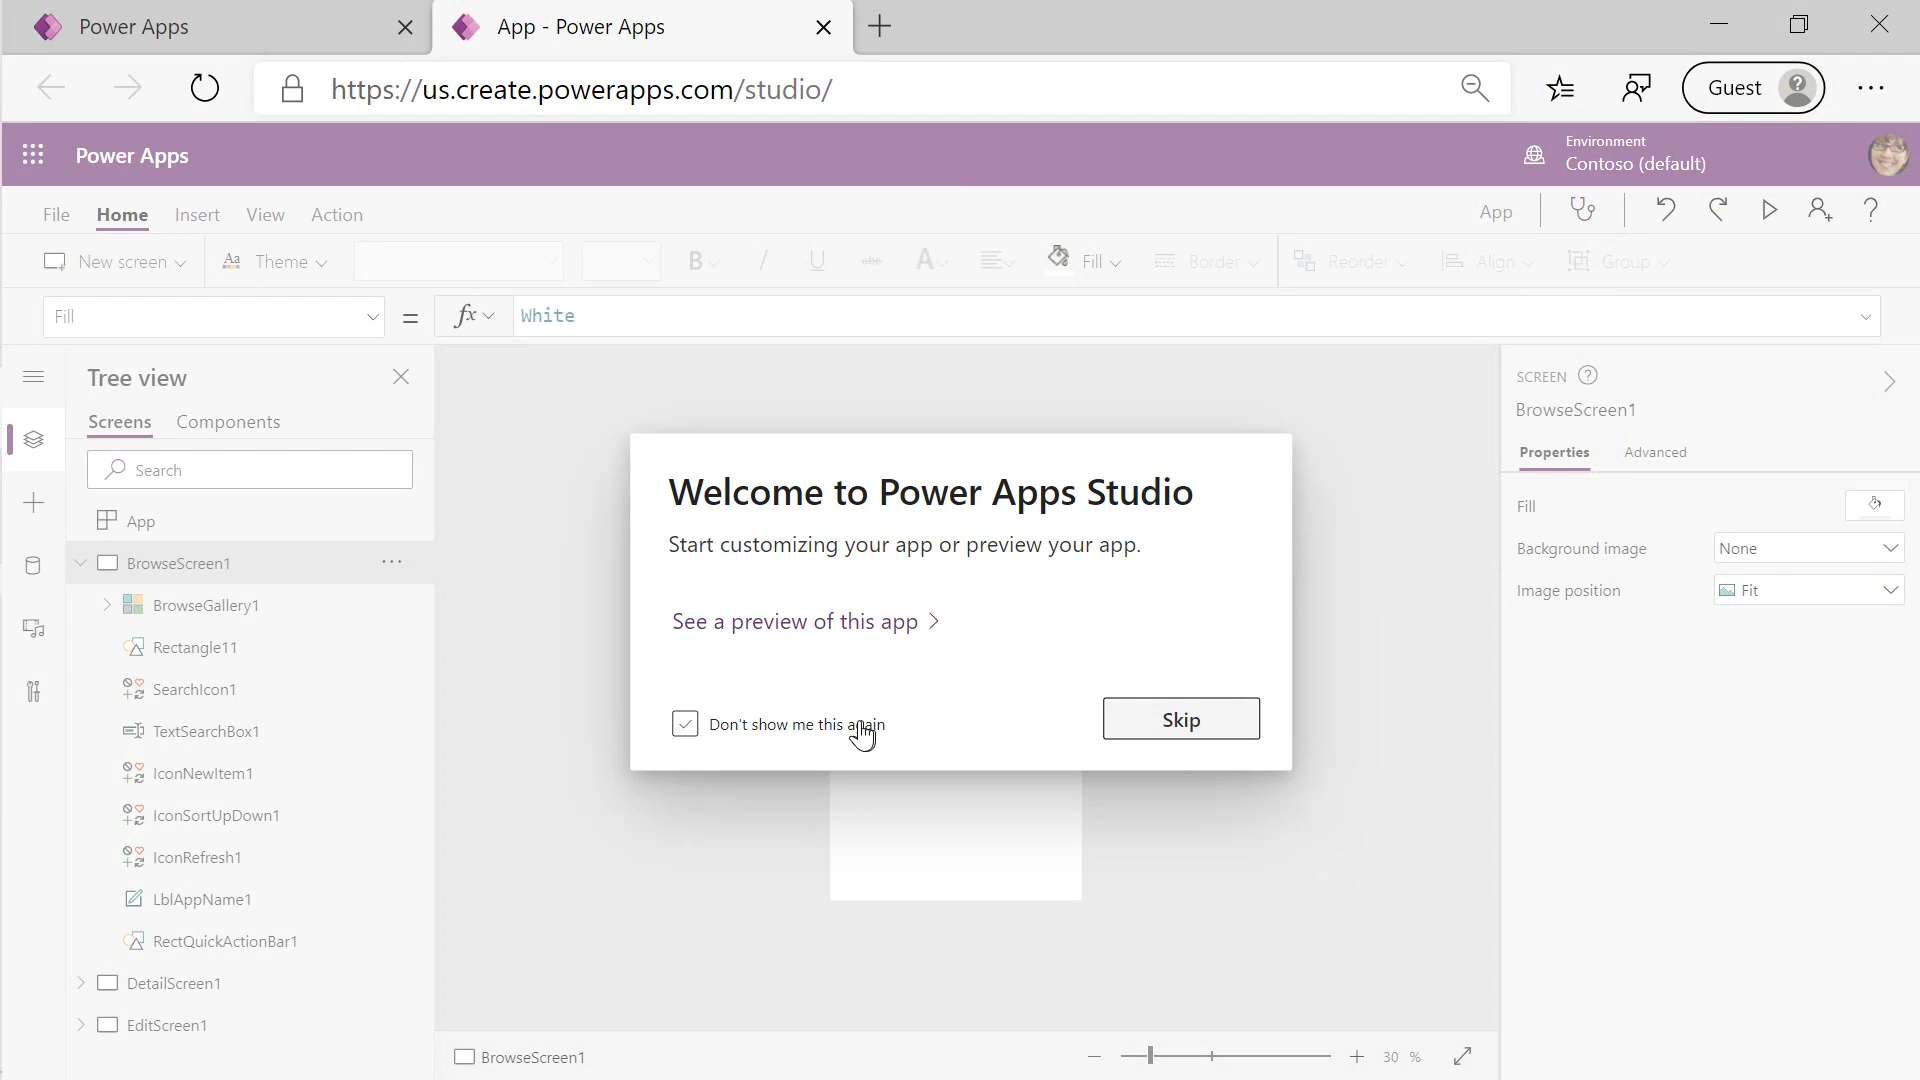 Power Apps
App - Power Apps
https://us.create.powerapps.com/studio/
Guest
Power Apps
Environment
Contoso (default)
File Home Insert View Action
App
New screen
Aa Theme
B / U abc A
Fill
Border
Reorder
Align
Group
Fill
= fx White
Tree view
Screens Components
Search
App
BrowseScreen1
BrowseGallery1
Rectangle11
SearchIcon1
TextSearchBox1
IconNewItem1
IconSortUpDown1
IconRefresh1
LblAppName1
RectQuickActionBar1
DetailScreen1
EditScreen1
Welcome to Power Apps Studio
Start customizing your app or preview your app.
See a preview of this app
Don't show me this again
Skip
SCREEN
BrowseScreen1
Properties Advanced
Fill
Background image None
Image position Fit
BrowseScreen1
30 %